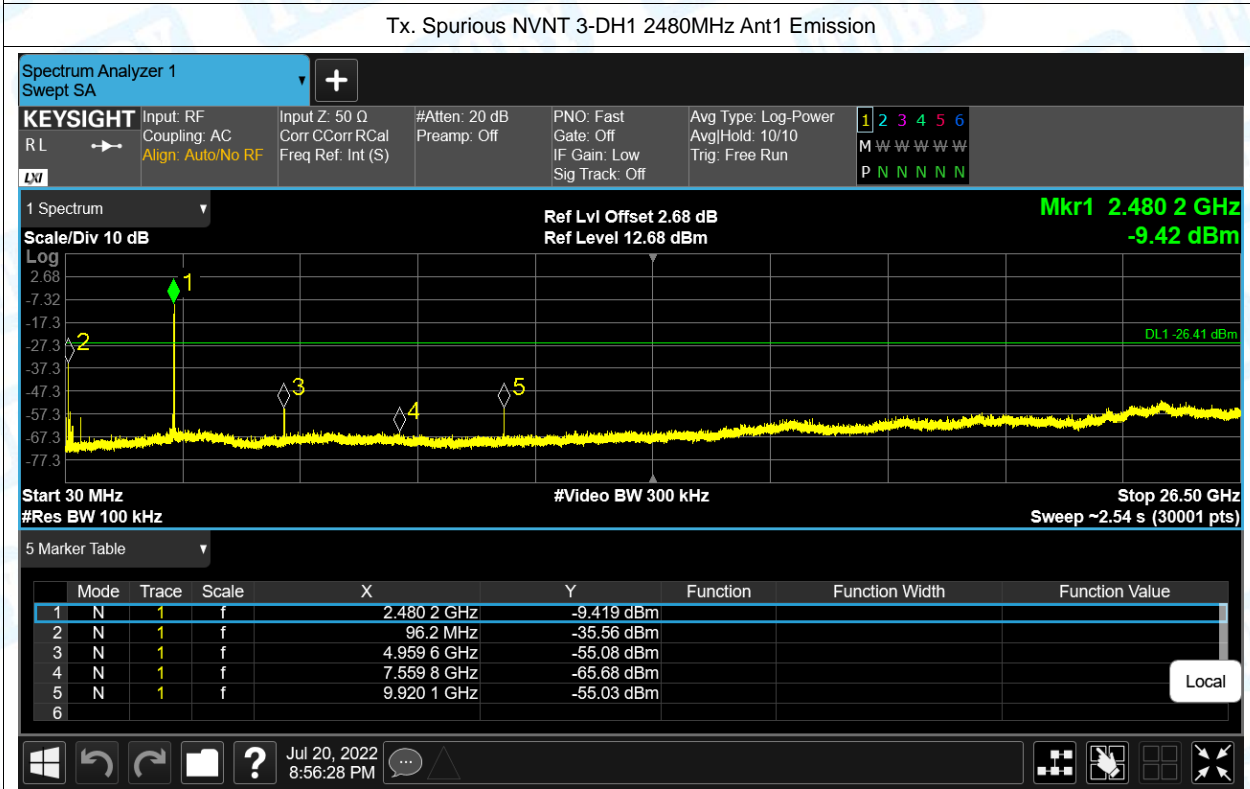 Tx. Spurious NVNT 3-DH1 2480MHz Ant1 Emission
Spectrum Analyzer 1
Swept SA
KEYSIGHT
R L
LXI
Input: RF
Coupling: AC
Align: Auto/No RF
Input Z: 50 Ω
Corr CCorr RCal
Freq Ref: Int (S)
#Atten: 20 dB
Preamp: Off
PNO: Fast
Gate: Off
IF Gain: Low
Sig Track: Off
Avg Type: Log-Power
Avg|Hold: 10/10
Trig: Free Run
1 2 3 4 5 6
M W W W W W
P N N N N N
1 Spectrum
Scale/Div 10 dB
Ref Lvl Offset 2.68 dB
Ref Level 12.68 dBm
Mkr1 2.480 2 GHz
-9.42 dBm
Log
2.68
-7.32
-17.3
-27.3
-37.3
-47.3
-57.3
-67.3
-77.3
1
2
3
4
5
DL1 -26.41 dBm
Start 30 MHz
#Video BW 300 kHz
Stop 26.50 GHz
#Res BW 100 kHz
Sweep ~2.54 s (30001 pts)
5 Marker Table
Mode Trace Scale X Y Function Function Width Function Value
1 N 1 f 2.480 2 GHz -9.419 dBm
2 N 1 f 96.2 MHz -35.56 dBm
3 N 1 f 4.959 6 GHz -55.08 dBm
4 N 1 f 7.559 8 GHz -65.68 dBm
5 N 1 f 9.920 1 GHz -55.03 dBm
6
Local
?
Jul 20, 2022
8:56:28 PM